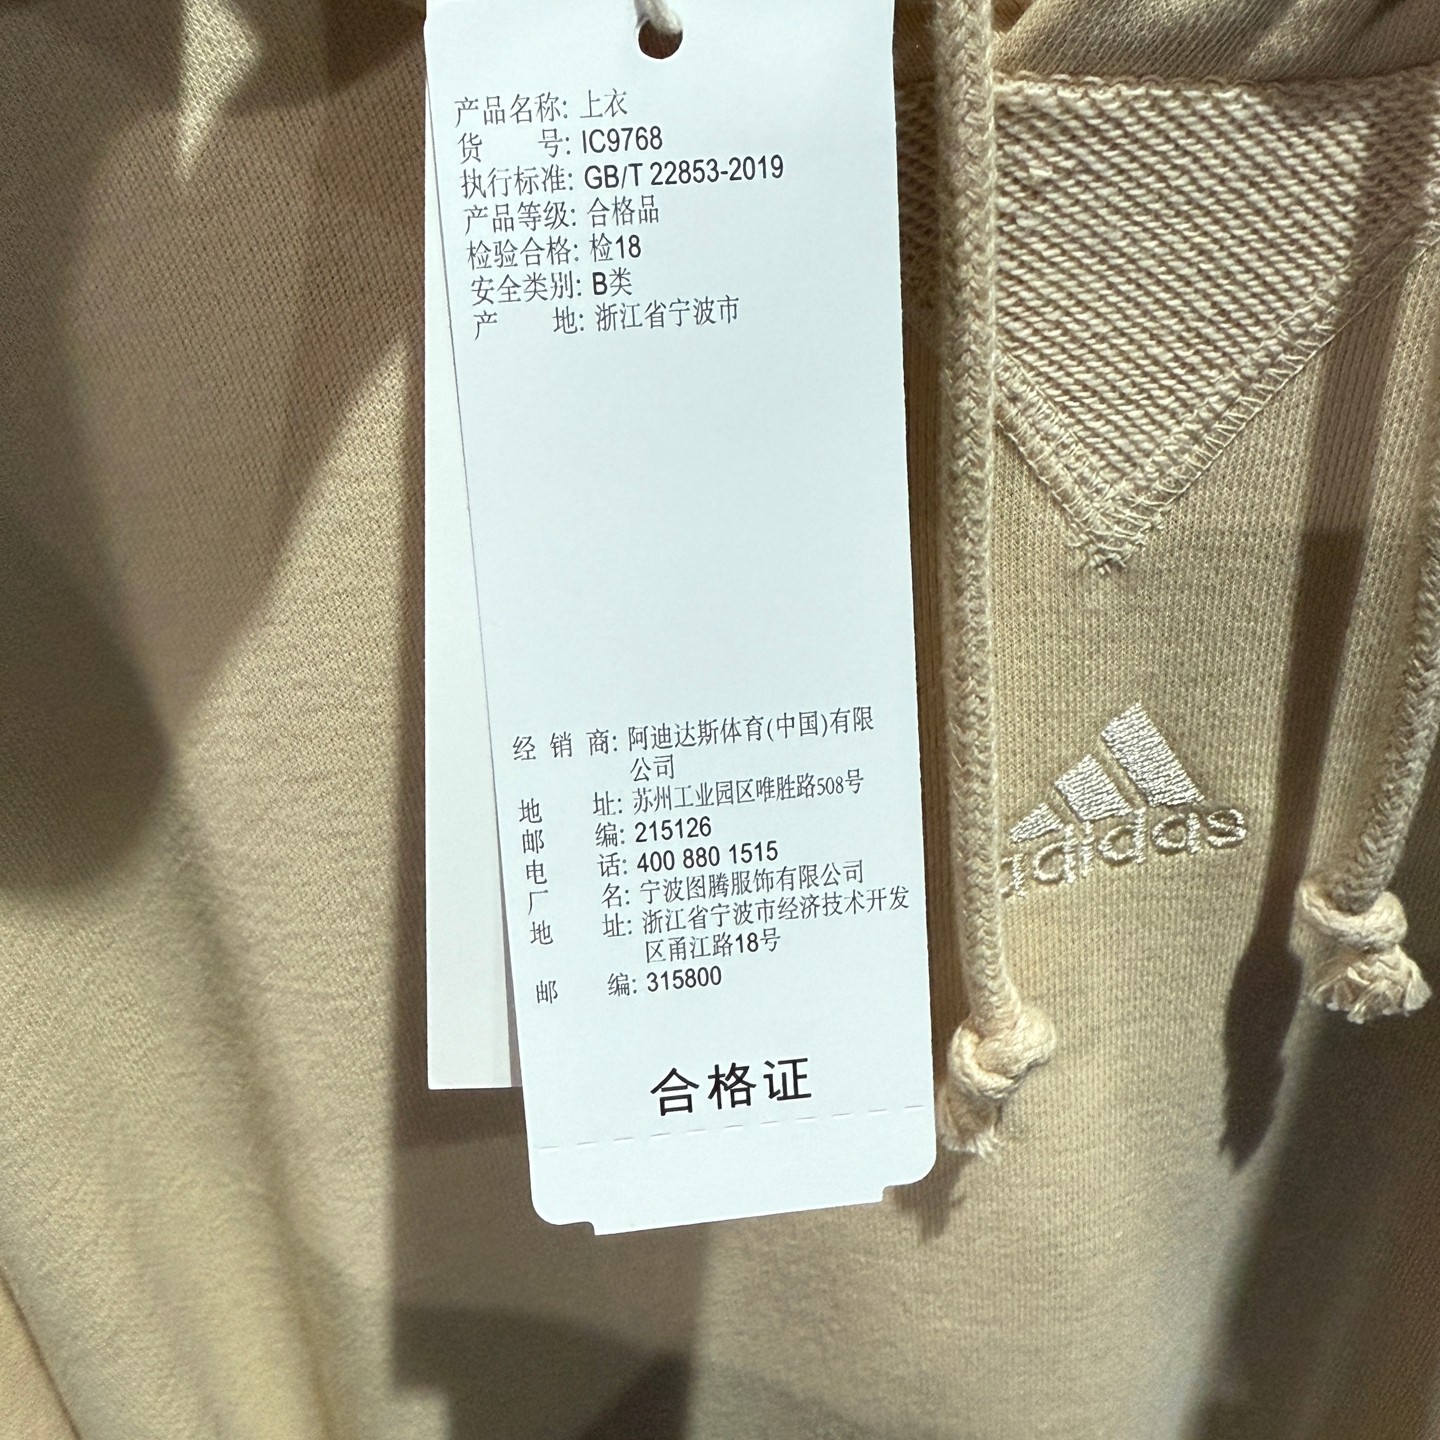 产品名称: 上衣
货 号: IC9768
执行标准: GB/T 22853-2019
产品等级: 合格品
检验合格: 检18
安全类别: B类
产 地: 浙江省宁波市
经 销 商: 阿迪达斯体育(中国)有限
公司
地 址: 苏州工业园区唯胜路508号
邮 编: 215126
电 话: 400 880 1515
厂 名: 宁波图腾服饰有限公司
地 址: 浙江省宁波市经济技术开发
区甬江路18号
邮 编: 315800
合格证
adidas